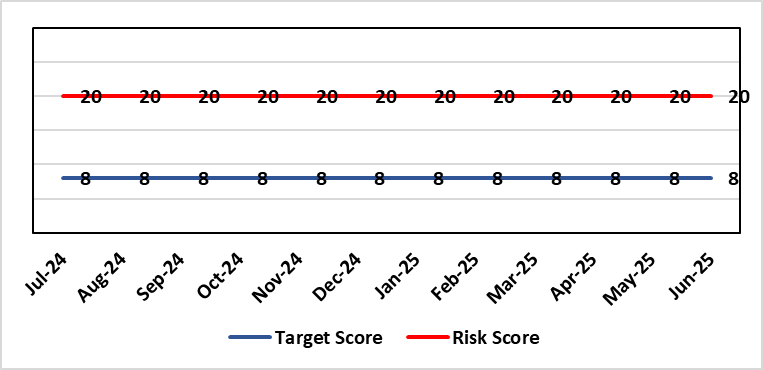 20 20 20 20 20 20 20 20 20 20 20 20
8 8 8 8 8 8 8 8 8 8 8 8
Jul-24 Aug-24 Sep-24 Oct-24 Nov-24 Dec-24 Jan-25 Feb-25 Mar-25 Apr-25 May-25 Jun-25
Target Score Risk Score